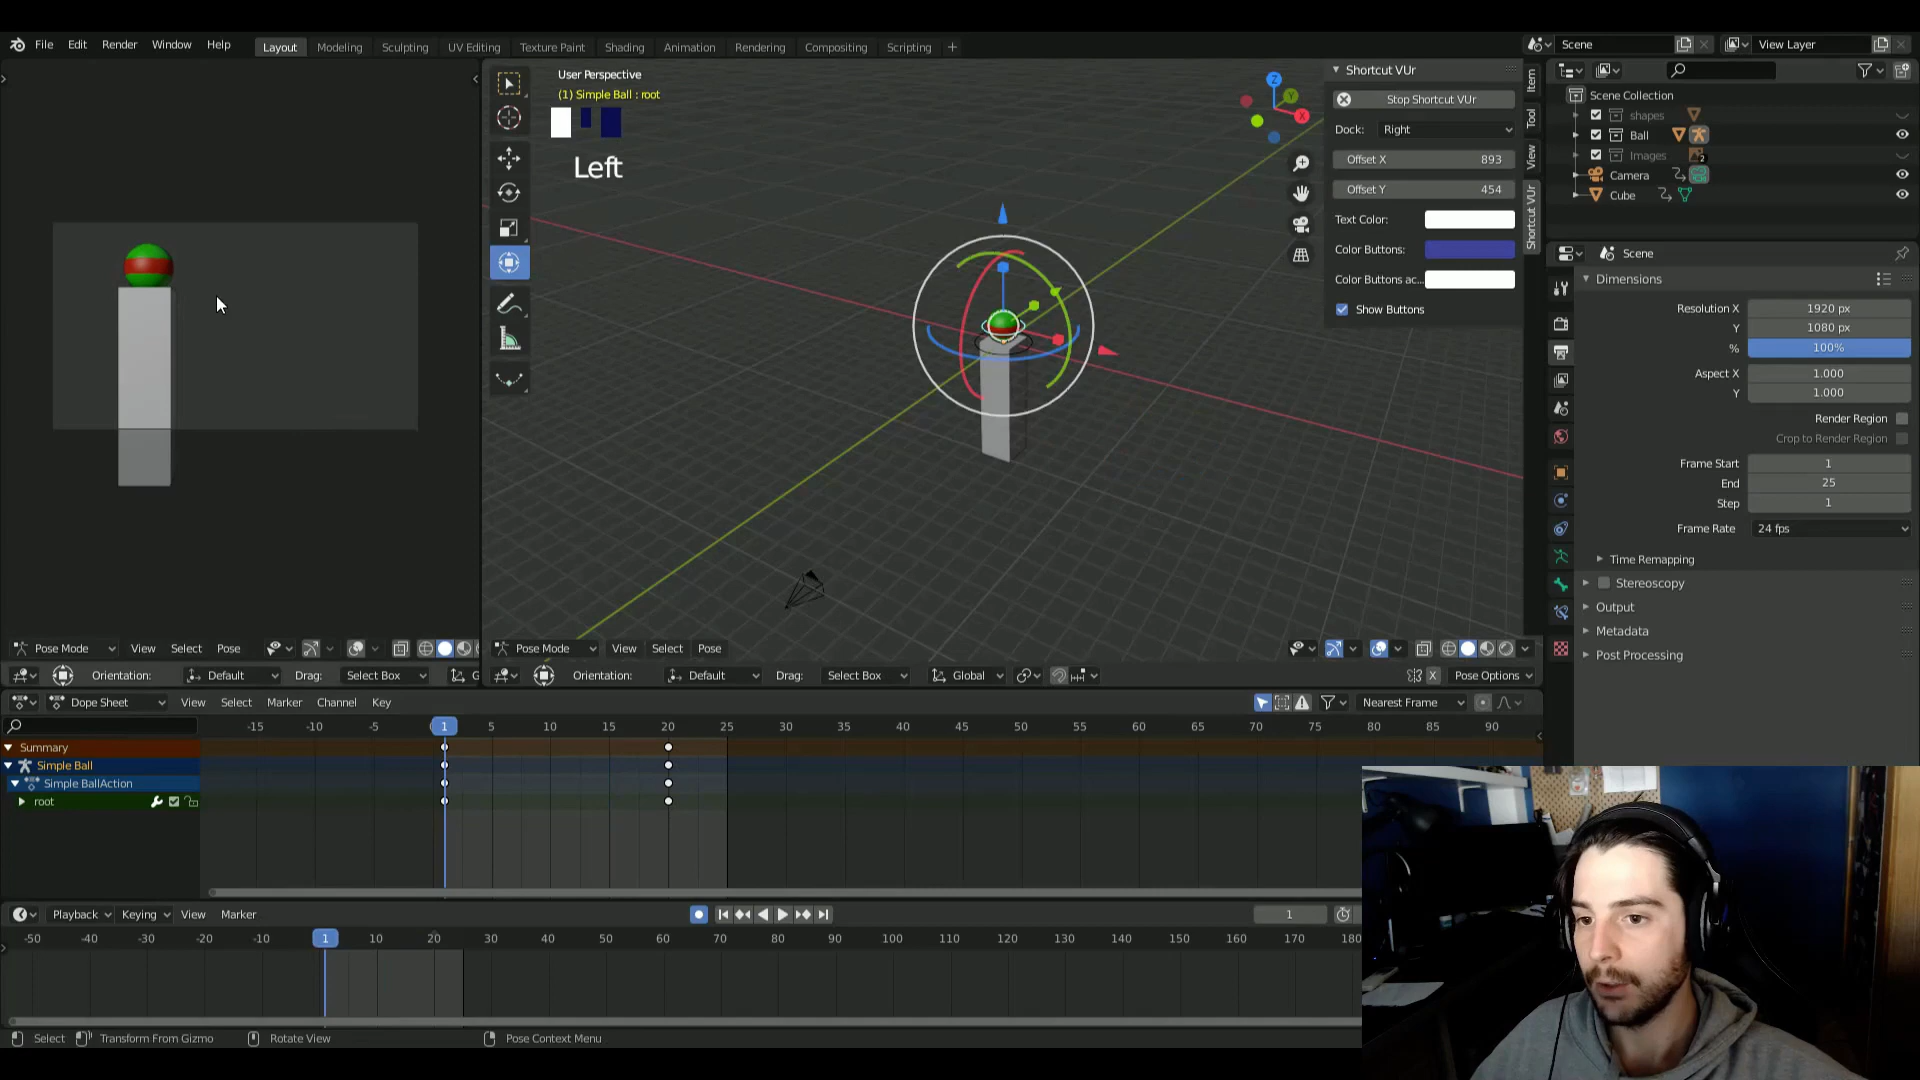 File Edit Render Window Help
Layout Modeling Sculpting UV Editing Texture Paint Shading Animation Rendering Compositing Scripting +
Scene
View Layer
User Perspective
(1) Simple Ball : root
Left
Shortcut VUr
Stop Shortcut VUr
Dock: Right
Offset X 893
Offset Y 454
Text Color:
Color Buttons:
Color Buttons ac...
Show Buttons
Item
Tool
View
Shortcut VUr
Z
Y
X
Scene Collection
shapes
Ball
Images
2
Camera
Cube
Scene
Dimensions
Resolution X 1920 px
Y 1080 px
% 100%
Aspect X 1.000
Y 1.000
Render Region
Crop to Render Region
Frame Start 1
End 25
Step 1
Frame Rate 24 fps
Time Remapping
Stereoscopy
Output
Metadata
Post Processing
Pose Mode View Select Pose
Pose Mode View Select Pose
Orientation: Default Drag: Select Box G
Orientation: Default Drag: Select Box Global X Pose Options
Dope Sheet View Select Marker Channel Key Nearest Frame
-15 -10 -5 1 5 10 15 20 25 30 35 40 45 50 55 60 65 70 75 80 85 90
Summary
Simple Ball
Simple BallAction
root
Playback Keying View Marker 1
-50 -40 -30 -20 -10 1 10 20 30 40 50 60 70 80 90 100 110 120 130 140 150 160 170 180
Select Transform From Gizmo Rotate View Pose Context Menu